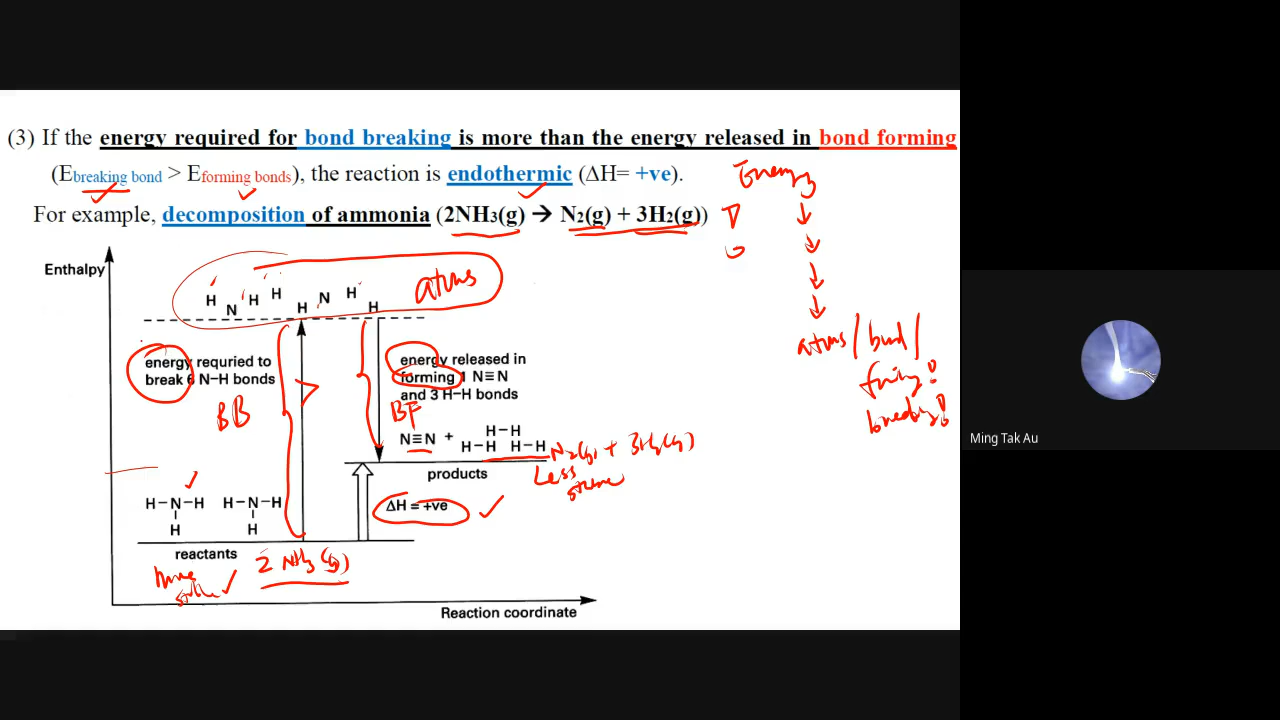 (3) If the energy required for bond breaking is more than the energy released in bond forming
(Ebreaking bond > Eforming bonds), the reaction is endothermic (ΔH= +ve).
For example, decomposition of ammonia (2NH₃(g) → N₂(g) + 3H₂(g))
Energy
Enthalpy
H N H H H N H H
atoms
atoms / bond /
forming!
breaking!
energy requried to
break 6 N-H bonds
BB
>
energy released in
forming 1 N≡N
and 3 H-H bonds
BF
N≡N + H-H
H-H H-H
N₂(g) + 3H₂(g)
products
Less
stable
H-N-H H-N-H
H H
ΔH = +ve
reactants
2 NH₃(g)
more
stable
Reaction coordinate
Ming Tak Au